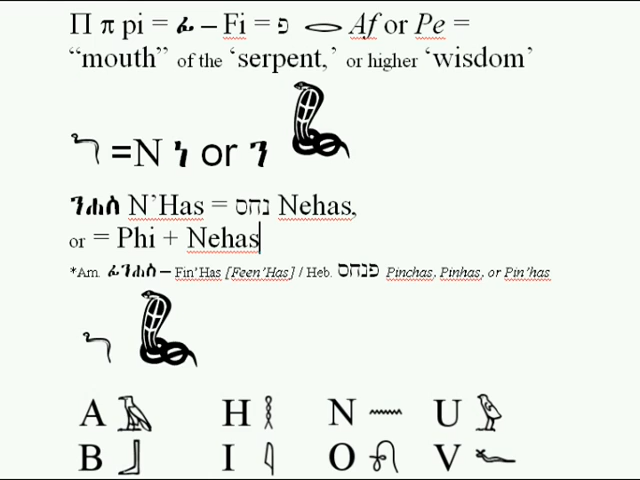 Π π pi = ፊ – Fi = פ Af or Pe =
“mouth” of the ‘serpent,’ or higher ‘wisdom’
=N ነ or ን
ንሐስ N’Has = נחס Nehas,
or = Phi + Nehas
*Am. ፊንሐስ – Fin’Has [Feen’Has] / Heb. פנחס Pinchas, Pinhas, or Pin’has
A H N U
B I O V